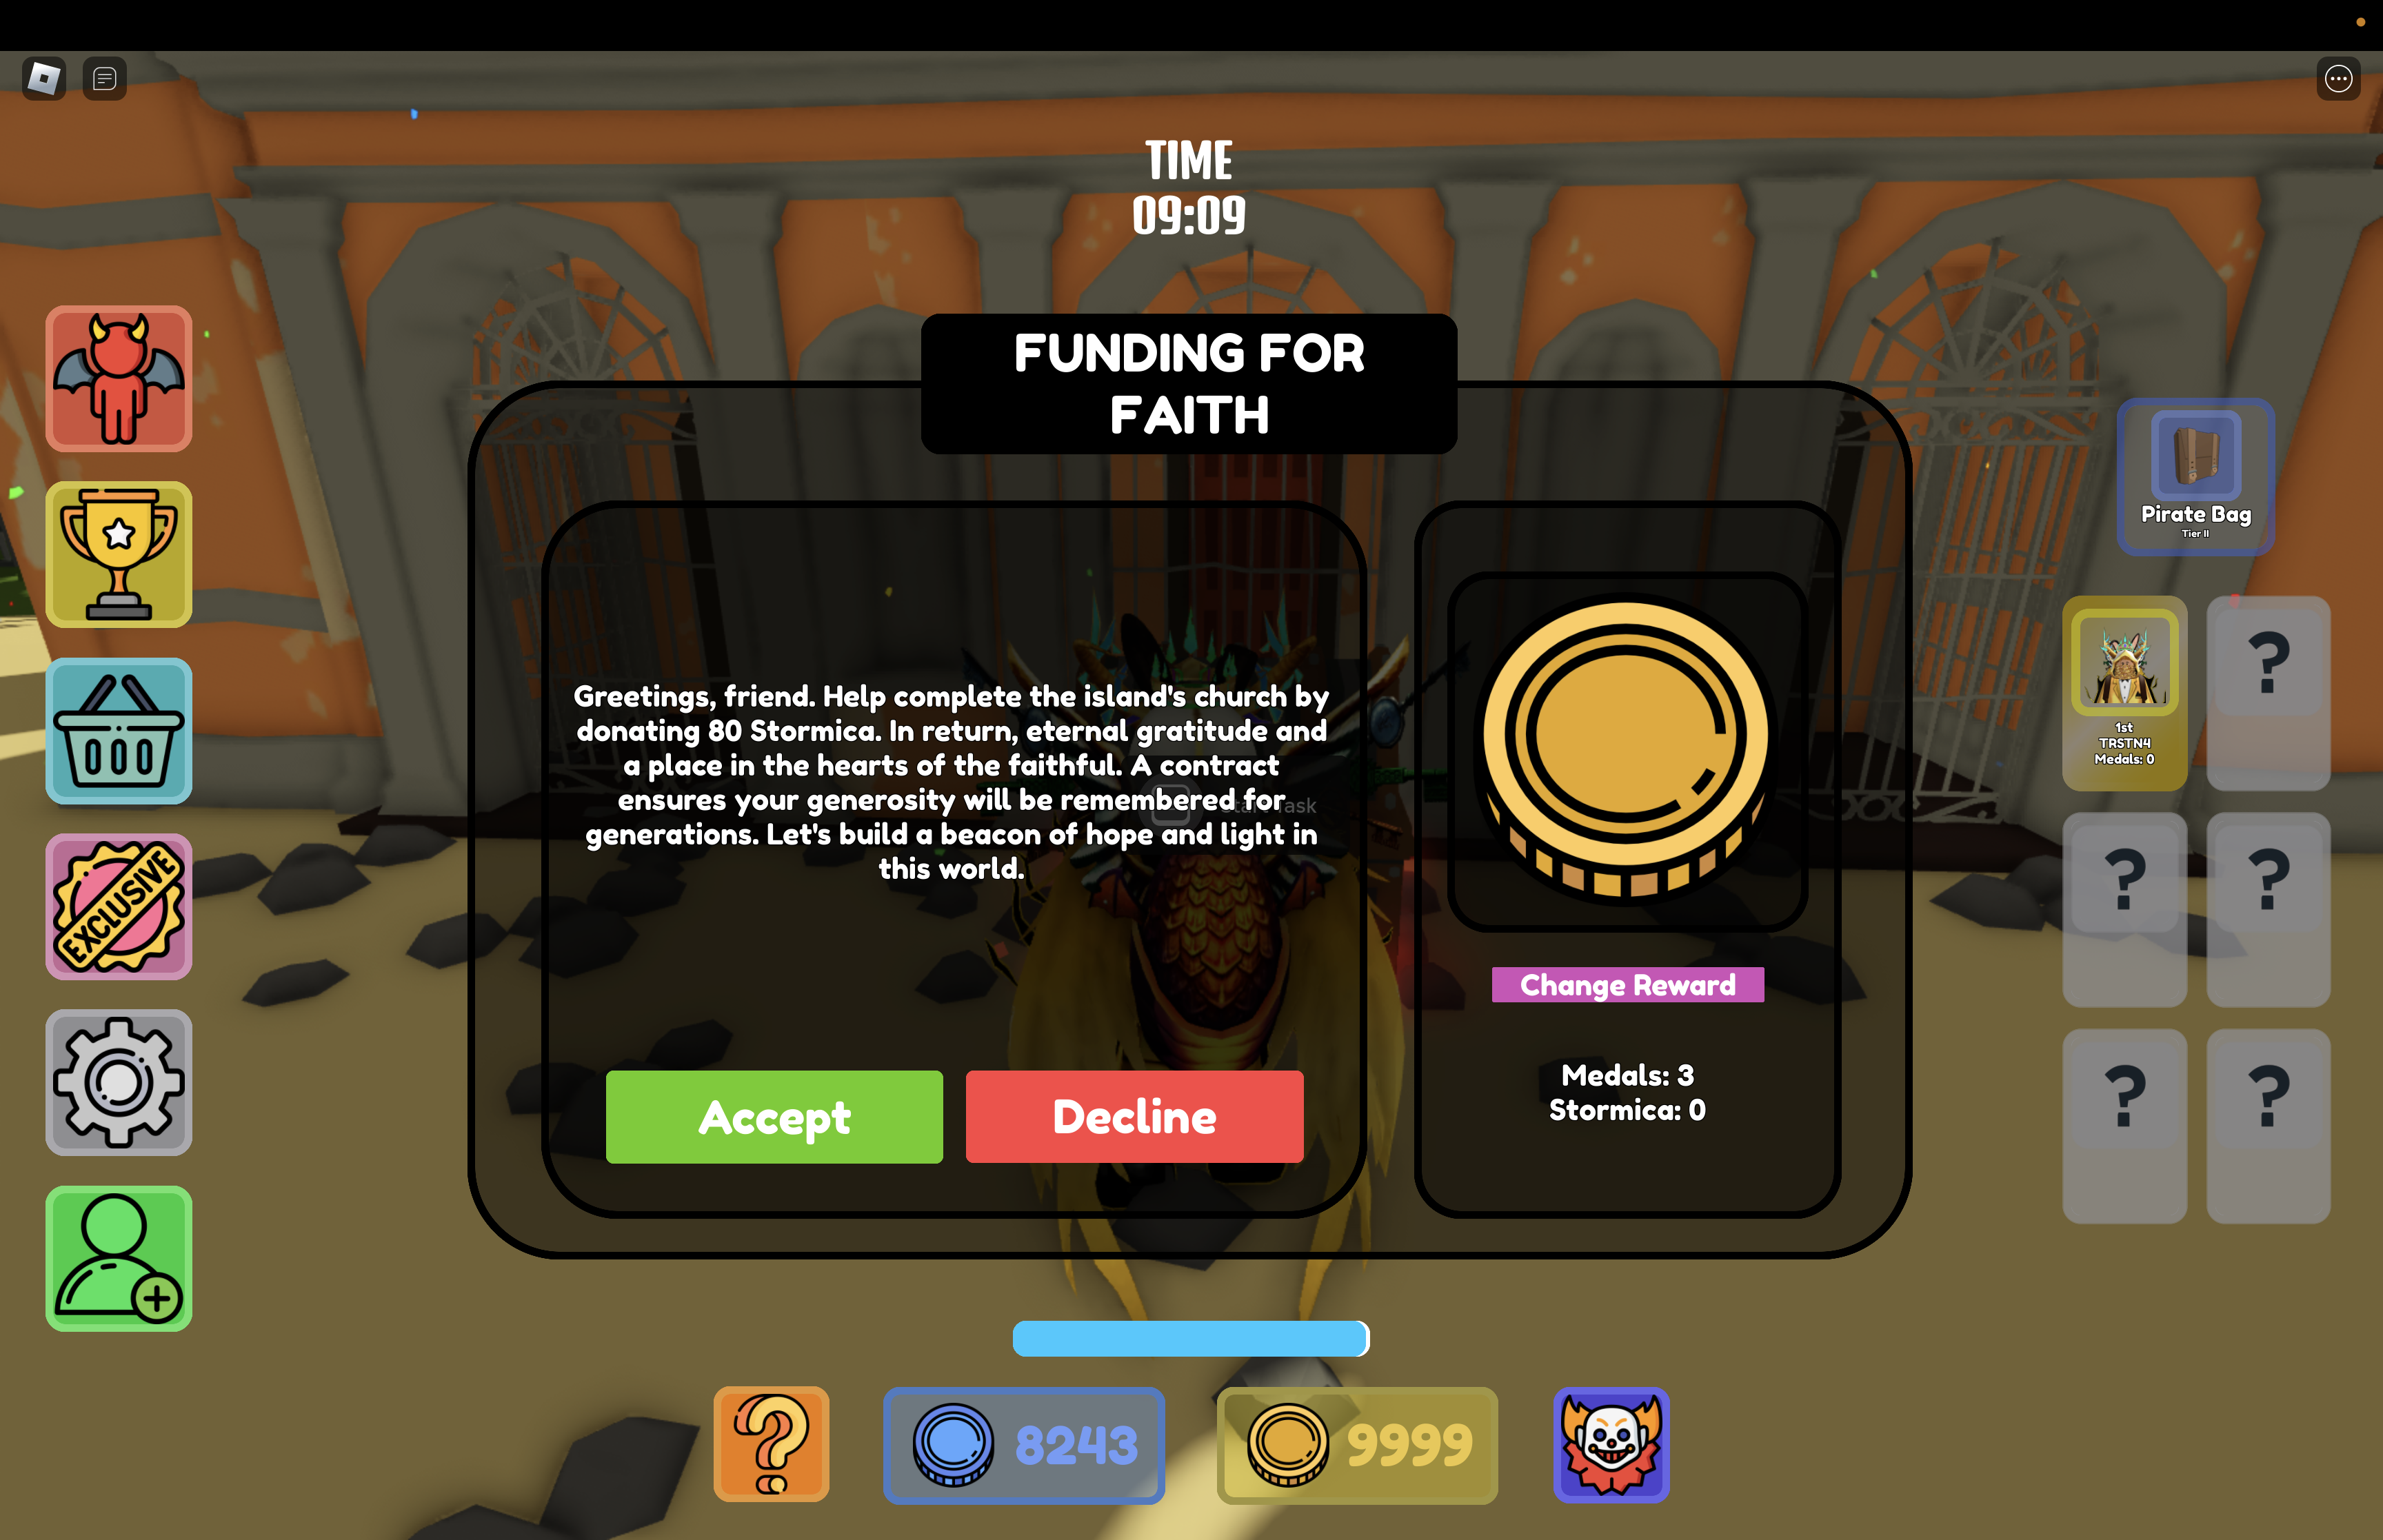 TIME
09:09
FUNDING FOR
FAITH
Greetings, friend. Help complete the island's church by
donating 80 Stormica. In return, eternal gratitude and
a place in the hearts of the faithful. A contract
ensures your generosity will be remembered for
generations. Let's build a beacon of hope and light in
this world.
Start Task
Accept
Decline
Change Reward
Medals: 3
Stormica: 0
EXCLUSIVE
Pirate Bag
Tier II
1st
TRSTN4
Medals: 0
?
?
?
?
?
8243
9999